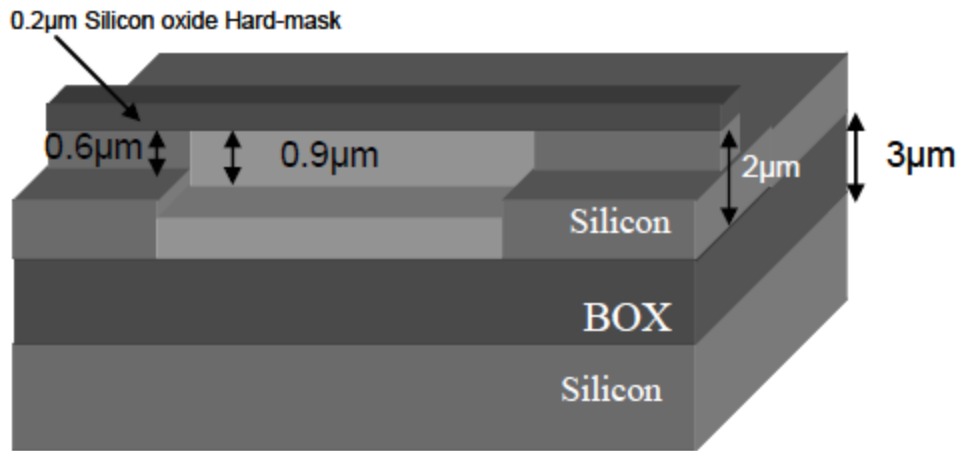 0.2µm Silicon oxide Hard-mask
0.6µm
0.9µm
2µm
3µm
Silicon
BOX
Silicon